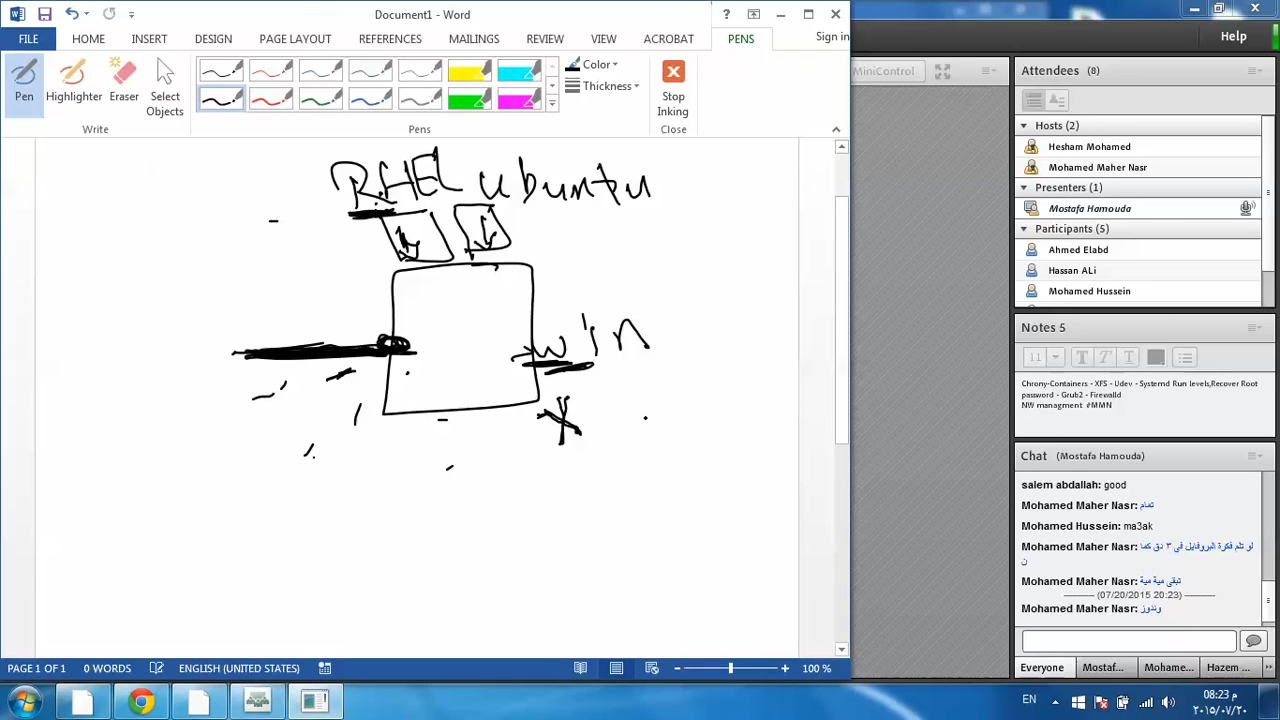 Document1 - Word
FILE HOME INSERT DESIGN PAGE LAYOUT REFERENCES MAILINGS REVIEW VIEW ACROBAT PENS Sign in
Pen Highlighter Eraser Select Objects
Color
Thickness
Stop Inking
Write Pens Close
RHEL ubuntu
win
PAGE 1 OF 1 0 WORDS ENGLISH (UNITED STATES) 100 %
Help
MiniControl
Attendees (8)
Hosts (2)
Hesham Mohamed
Mohamed Maher Nasr
Presenters (1)
Mostafa Hamouda
Participants (5)
Ahmed Elabd
Hassan ALi
Mohamed Hussein
Notes 5
11 T T T
Chrony-Containers - XFS - Udev - Systemd Run levels,Recover Root
password - Grub2 - Firewalld
NW managment #MMN
Chat (Mostafa Hamouda)
salem abdallah: good
Mohamed Maher Nasr: تمام
Mohamed Hussein: ma3ak
Mohamed Maher Nasr: لو تلم فكرة البروفايل فى ٣ دق كما
ن
Mohamed Maher Nasr: تبقى مية مية
(07/20/2015 20:23)
Mohamed Maher Nasr: وندوز
Everyone Mostaf... Mohame... Hazem ...
EN 08:23 م
٢٠١٥/٠٧/٢٠